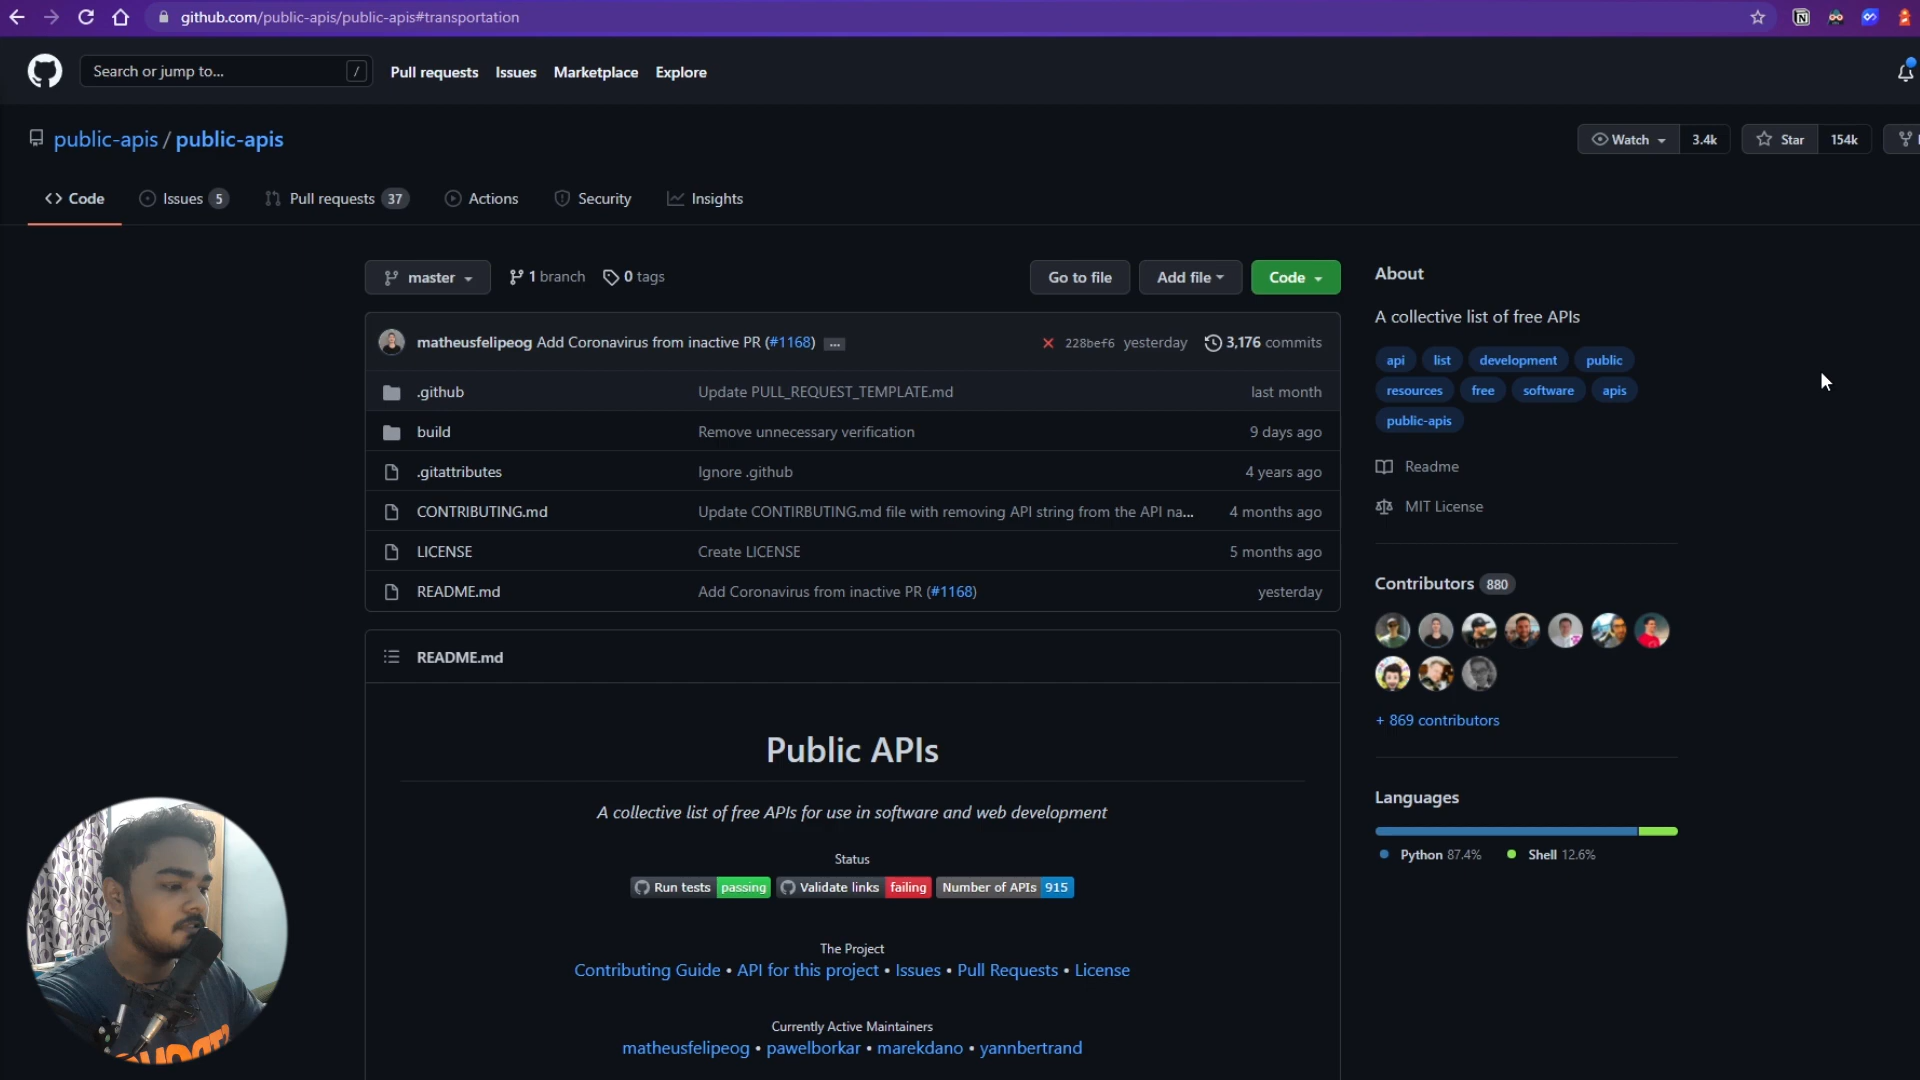 github.com/public-apis/public-apis#transportation
Search or jump to... /
Pull requests Issues Marketplace Explore
public-apis / public-apis
Watch 3.4k Star 154k
Code Issues 5 Pull requests 37 Actions Security Insights
master 1 branch 0 tags Go to file Add file Code
matheusfelipeog Add Coronavirus from inactive PR (#1168) ... 228bef6 yesterday 3,176 commits
.github Update PULL_REQUEST_TEMPLATE.md last month
build Remove unnecessary verification 9 days ago
.gitattributes Ignore .github 4 years ago
CONTRIBUTING.md Update CONTIRBUTING.md file with removing API string from the API na... 4 months ago
LICENSE Create LICENSE 5 months ago
README.md Add Coronavirus from inactive PR (#1168) yesterday
README.md
Public APIs
A collective list of free APIs for use in software and web development
Status
Run tests passing Validate links failing Number of APIs 915
The Project
Contributing Guide • API for this project • Issues • Pull Requests • License
Currently Active Maintainers
matheusfelipeog • pawelborkar • marekdano • yannbertrand
About
A collective list of free APIs
api list development public
resources free software apis
public-apis
Readme
MIT License
Contributors 880
+ 869 contributors
Languages
Python 87.4% Shell 12.6%